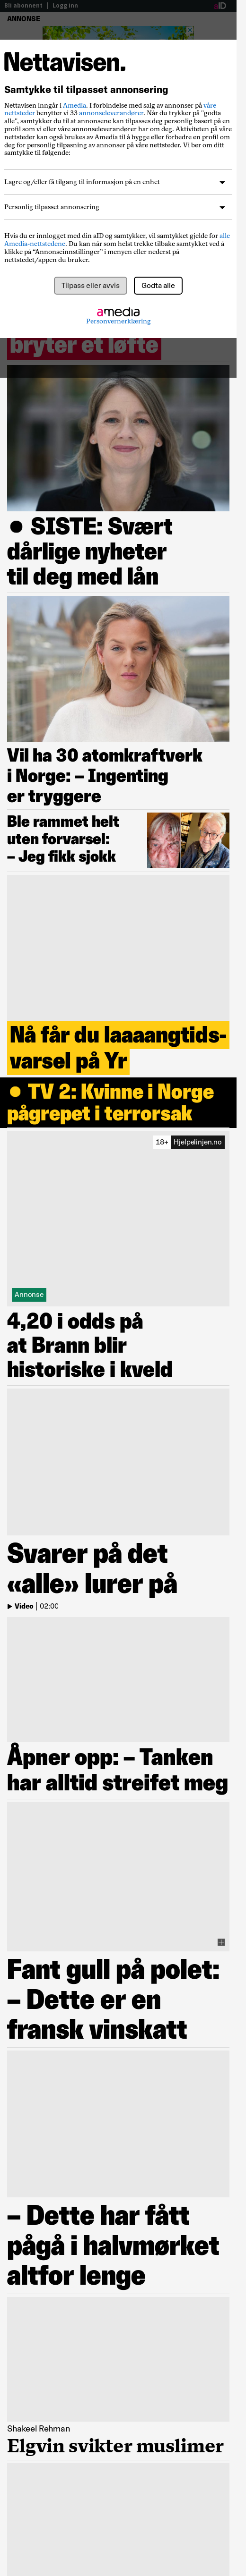 Bli abonnent | Logg inn
aID
ANNONSE
Nettavisen.
Samtykke til tilpasset annonsering
Nettavisen inngår i Amedia. I forbindelse med salg av annonser på våre
nettsteder benytter vi 33 annonseleverandører. Når du trykker på "godta
alle", samtykker du til at annonser kan tilpasses deg personlig basert på en
profil som vi eller våre annonseleverandører har om deg. Aktiviteten på våre
nettsteder kan også brukes av Amedia til å bygge eller forbedre en profil om
deg for personlig tilpasning av annonser på våre nettsteder. Vi ber om ditt
samtykke til følgende:
Lagre og/eller få tilgang til informasjon på en enhet
Personlig tilpasset annonsering
Hvis du er innlogget med din aID og samtykker, vil samtykket gjelde for alle
Amedia-nettstedene. Du kan når som helst trekke tilbake samtykket ved å
klikke på “Annonseinnstillinger” i menyen eller nederst på
nettstedet/appen du bruker.
Tilpass eller avvis
Godta alle
amedia
Personvernerklæring
bryter et løfte
● SISTE: Svært
dårlige nyheter
til deg med lån
Vil ha 30 atomkraftverk
i Norge: – Ingenting
er tryggere
Ble rammet helt
uten forvarsel:
– Jeg fikk sjokk
Nå får du laaaangtids-
varsel på Yr
● TV 2: Kvinne i Norge
pågrepet i terrorsak
18+ Hjelpelinjen.no
Annonse
4,20 i odds på
at Brann blir
historiske i kveld
Svarer på det
«alle» lurer på
Video | 02:00
Åpner opp: – Tanken
har alltid streifet meg
Fant gull på polet:
– Dette er en
fransk vinskatt
– Dette har fått
pågå i halvmørket
altfor lenge
Shakeel Rehman
Elgvin svikter muslimer